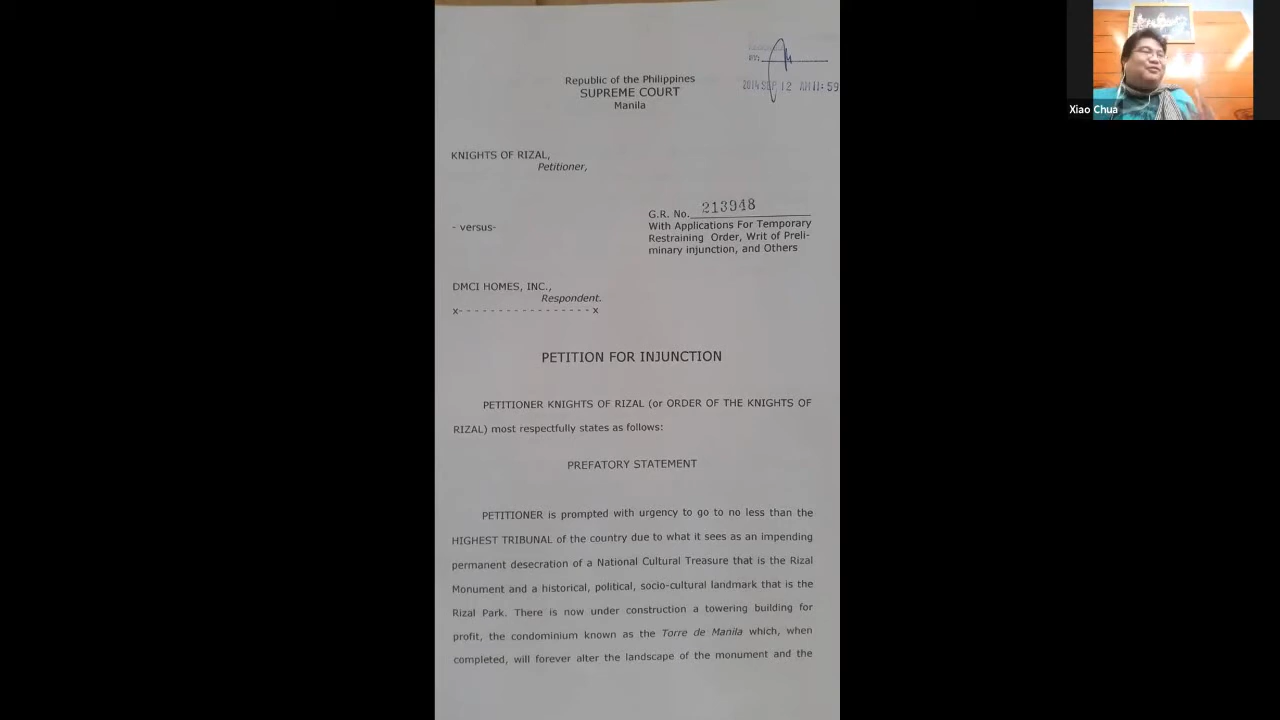 Republic of the Philippines
SUPREME COURT
Manila
2014 SEP 12 AM 11:59
Xiao Chua
KNIGHTS OF RIZAL,
Petitioner,
G.R. No. 213948
With Applications For Temporary
- versus-
Restraining Order, Writ of Preli-
minary injunction, and Others
DMCI HOMES, INC.,
Respondent.
x- - - - - - - - - - - - - - - - - x
PETITION FOR INJUNCTION
PETITIONER KNIGHTS OF RIZAL (or ORDER OF THE KNIGHTS OF
RIZAL) most respectfully states as follows:
PREFATORY STATEMENT
PETITIONER is prompted with urgency to go to no less than the
HIGHEST TRIBUNAL of the country due to what it sees as an impending
permanent desecration of a National Cultural Treasure that is the Rizal
Monument and a historical, political, socio-cultural landmark that is the
Rizal Park. There is now under construction a towering building for
profit, the condominium known as the Torre de Manila which, when
completed, will forever alter the landscape of the monument and the